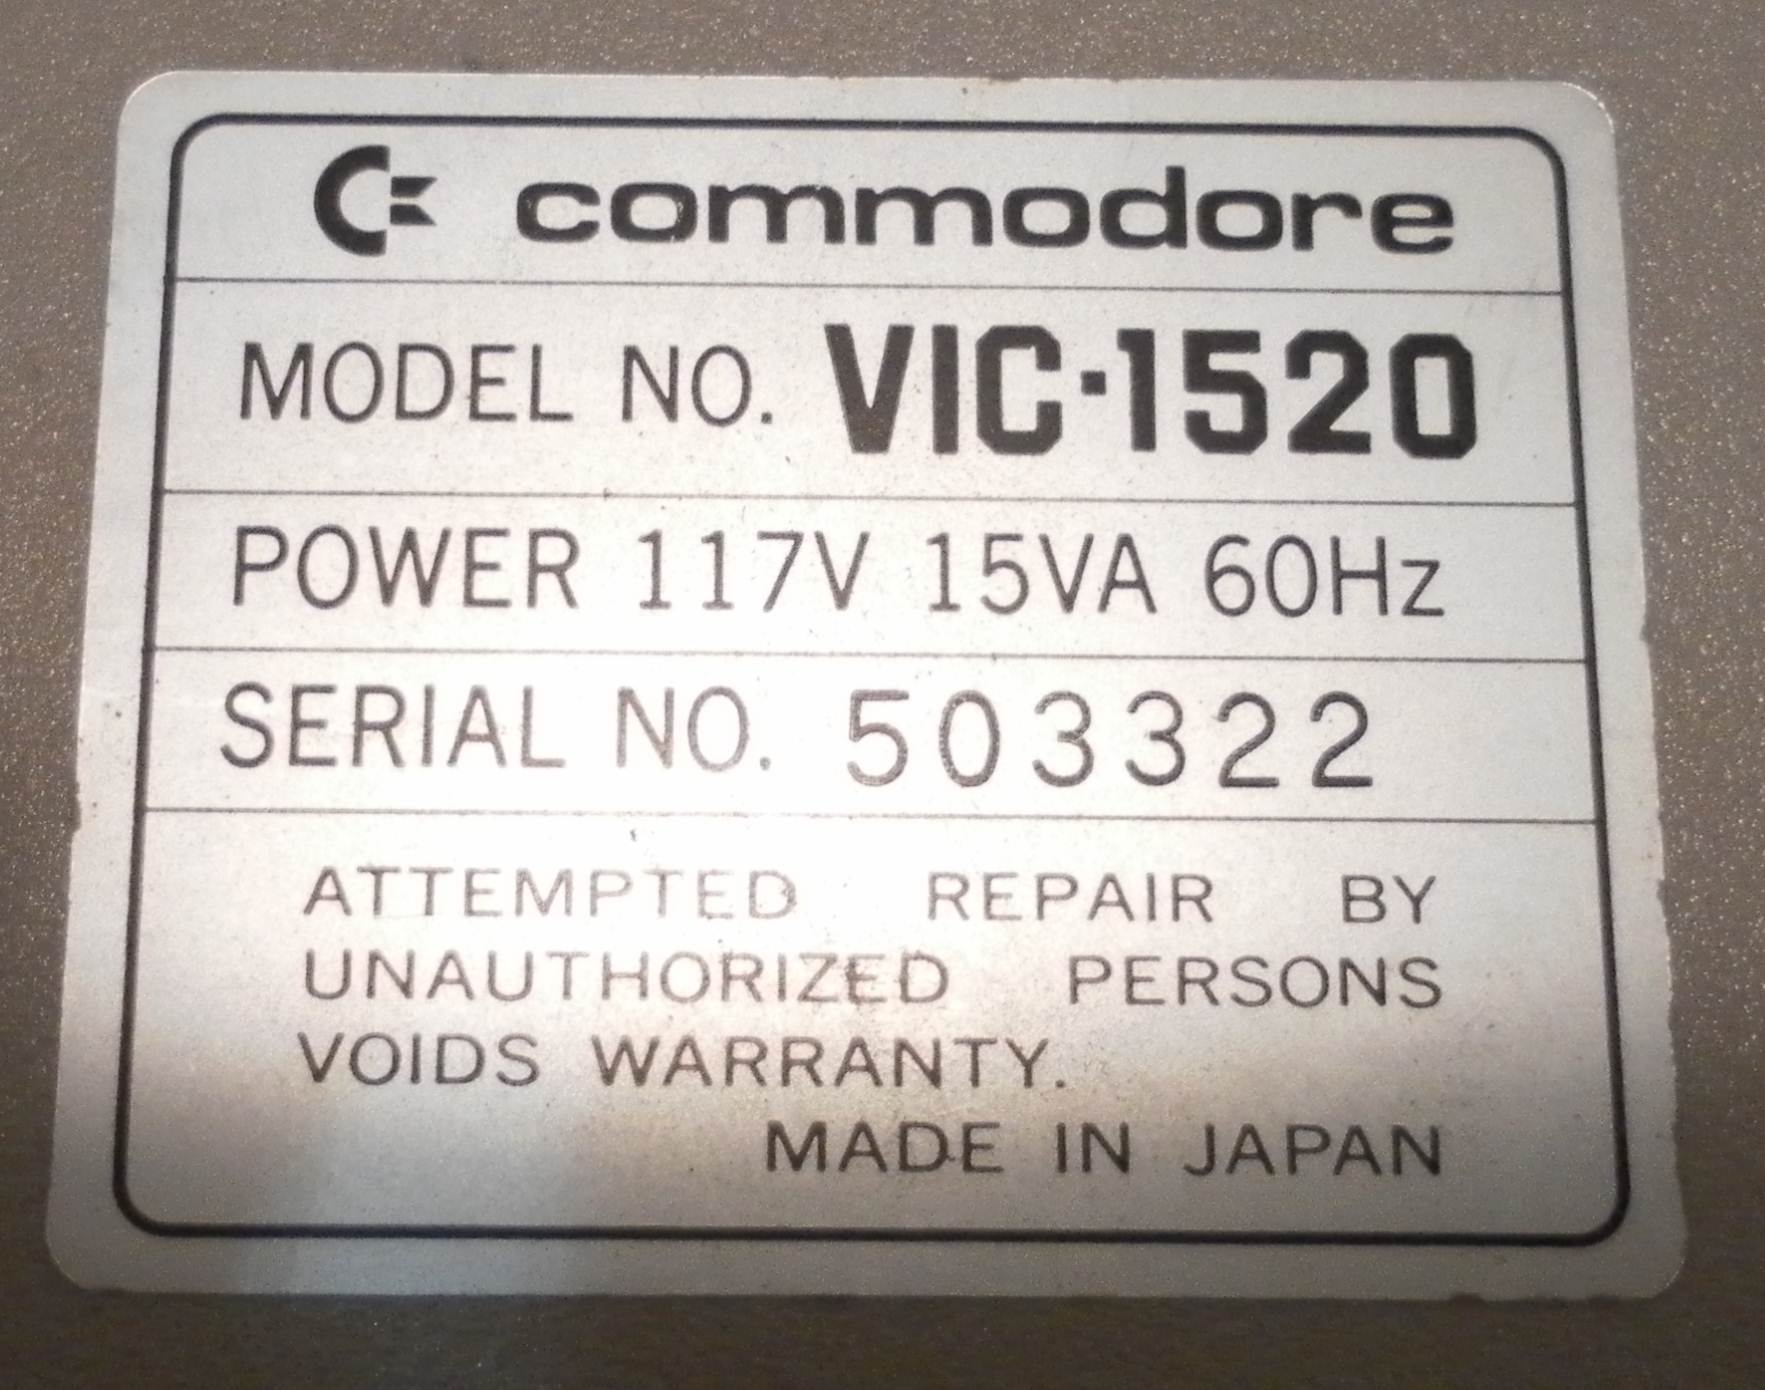 commodore
MODEL NO. VIC-1520
POWER 117V 15VA 60Hz
SERIAL NO. 503322
ATTEMPTED REPAIR BY
UNAUTHORIZED PERSONS
VOIDS WARRANTY.
MADE IN JAPAN